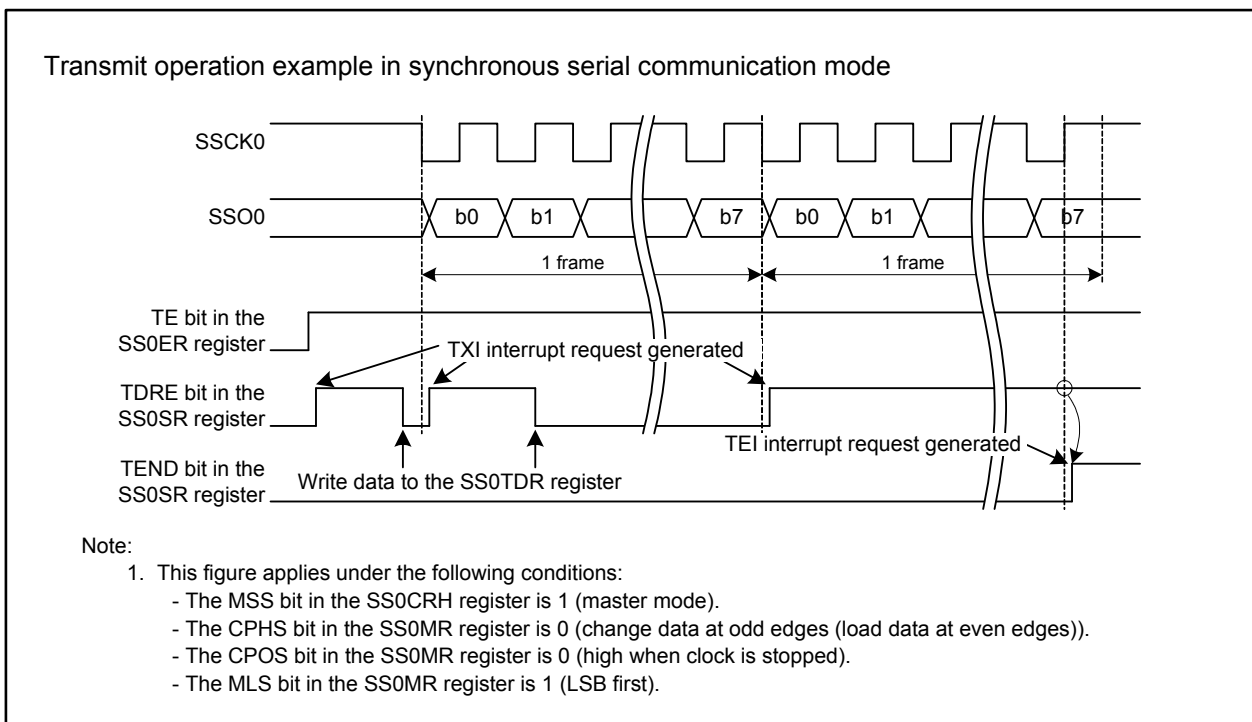 Transmit operation example in synchronous serial communication mode
SSCK0
SSO0
b0
b1
b7
b0
b1
b7
1 frame
1 frame
TE bit in the
SS0ER register
TXI interrupt request generated
TDRE bit in the
SS0SR register
TEI interrupt request generated
TEND bit in the
SS0SR register
Write data to the SS0TDR register
Note:
1. This figure applies under the following conditions:
- The MSS bit in the SS0CRH register is 1 (master mode).
- The CPHS bit in the SS0MR register is 0 (change data at odd edges (load data at even edges)).
- The CPOS bit in the SS0MR register is 0 (high when clock is stopped).
- The MLS bit in the SS0MR register is 1 (LSB first).